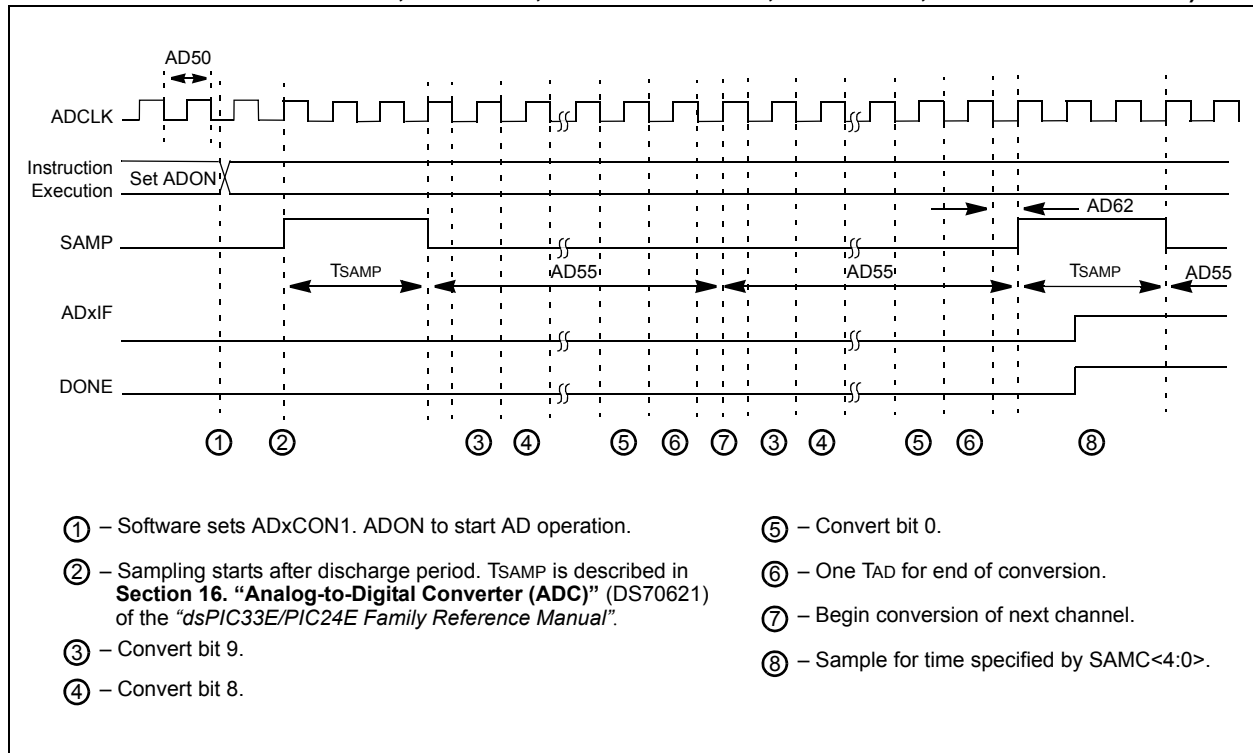 AD50
ADCLK
Instruction
Execution
Set ADON
AD62
SAMP
TSAMP
AD55
AD55
TSAMP
AD55
ADxIF
DONE
1 2 3 4 5 6 7 3 4 5 6 8
1 – Software sets ADxCON1. ADON to start AD operation.
2 – Sampling starts after discharge period. TSAMP is described in
Section 16. “Analog-to-Digital Converter (ADC)” (DS70621)
of the “dsPIC33E/PIC24E Family Reference Manual”.
3 – Convert bit 9.
4 – Convert bit 8.
5 – Convert bit 0.
6 – One TAD for end of conversion.
7 – Begin conversion of next channel.
8 – Sample for time specified by SAMC<4:0>.